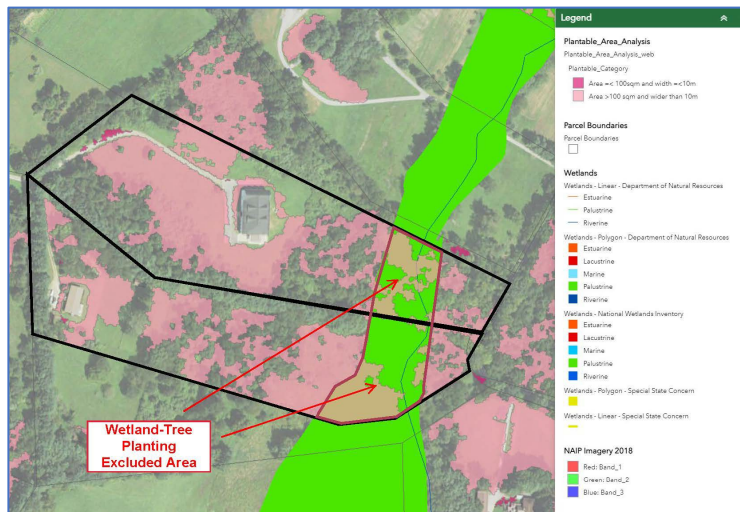 Wetland-Tree
Planting
Excluded Area
Legend
Plantable_Area_Analysis
Plantable_Area_Analysis_web
Plantable_Category
Area =< 100sqm and width =<10m
Area >100 sqm and wider than 10m
Parcel Boundaries
Parcel Boundaries
Wetlands
Wetlands - Linear - Department of Natural Resources
Estuarine
Palustrine
Riverine
Wetlands - Polygon - Department of Natural Resources
Estuarine
Lacustrine
Marine
Palustrine
Riverine
Wetlands - National Wetlands Inventory
Estuarine
Lacustrine
Marine
Palustrine
Riverine
Wetlands - Polygon - Special State Concern
Wetlands - Linear - Special State Concern
NAIP Imagery 2018
Red: Band_1
Green: Band_2
Blue: Band_3